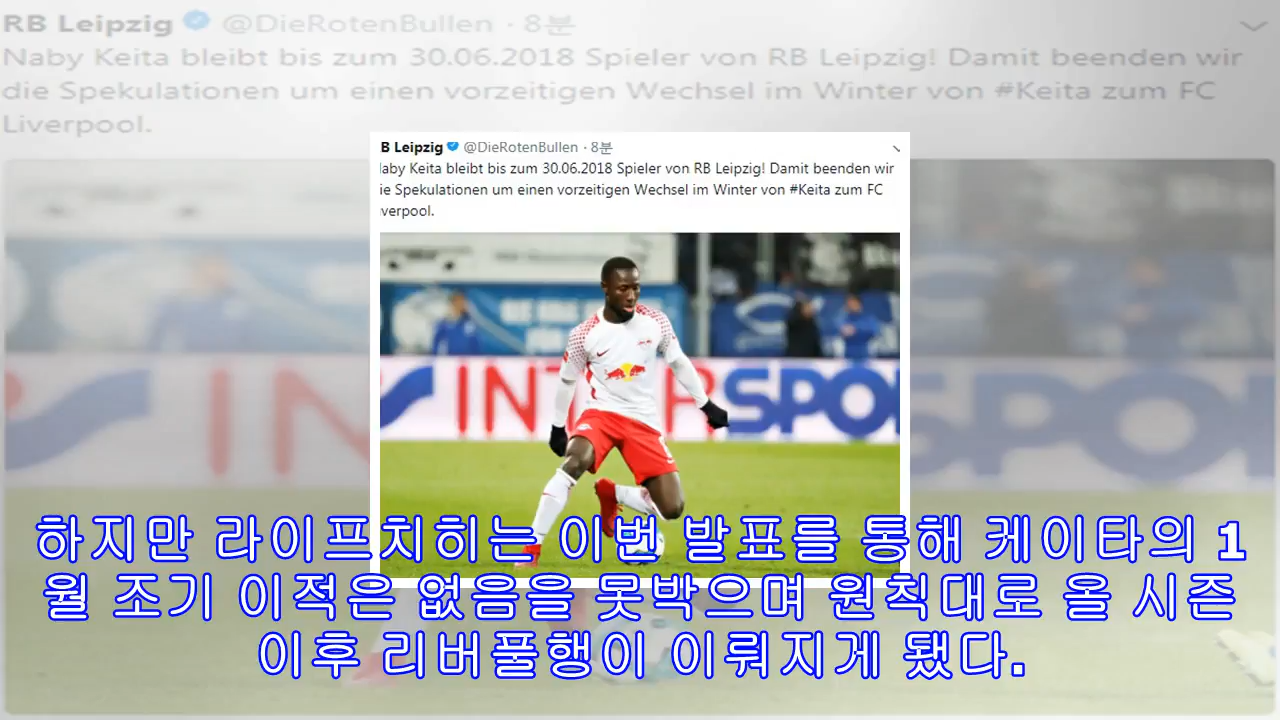 RB Leipzig @DieRotenBullen · 8분
Naby Keita bleibt bis zum 30.06.2018 Spieler von RB Leipzig! Damit beenden wir
die Spekulationen um einen vorzeitigen Wechsel im Winter von #Keita zum FC
Liverpool.
B Leipzig @DieRotenBullen · 8분
laby Keita bleibt bis zum 30.06.2018 Spieler von RB Leipzig! Damit beenden wir
ie Spekulationen um einen vorzeitigen Wechsel im Winter von #Keita zum FC
verpool.
INTERSPO
하지만 라이프치히는 이번 발표를 통해 케이타의 1
월 조기 이적은 없음을 못박으며 원칙대로 올 시즌
이후 리버풀행이 이뤄지게 됐다.